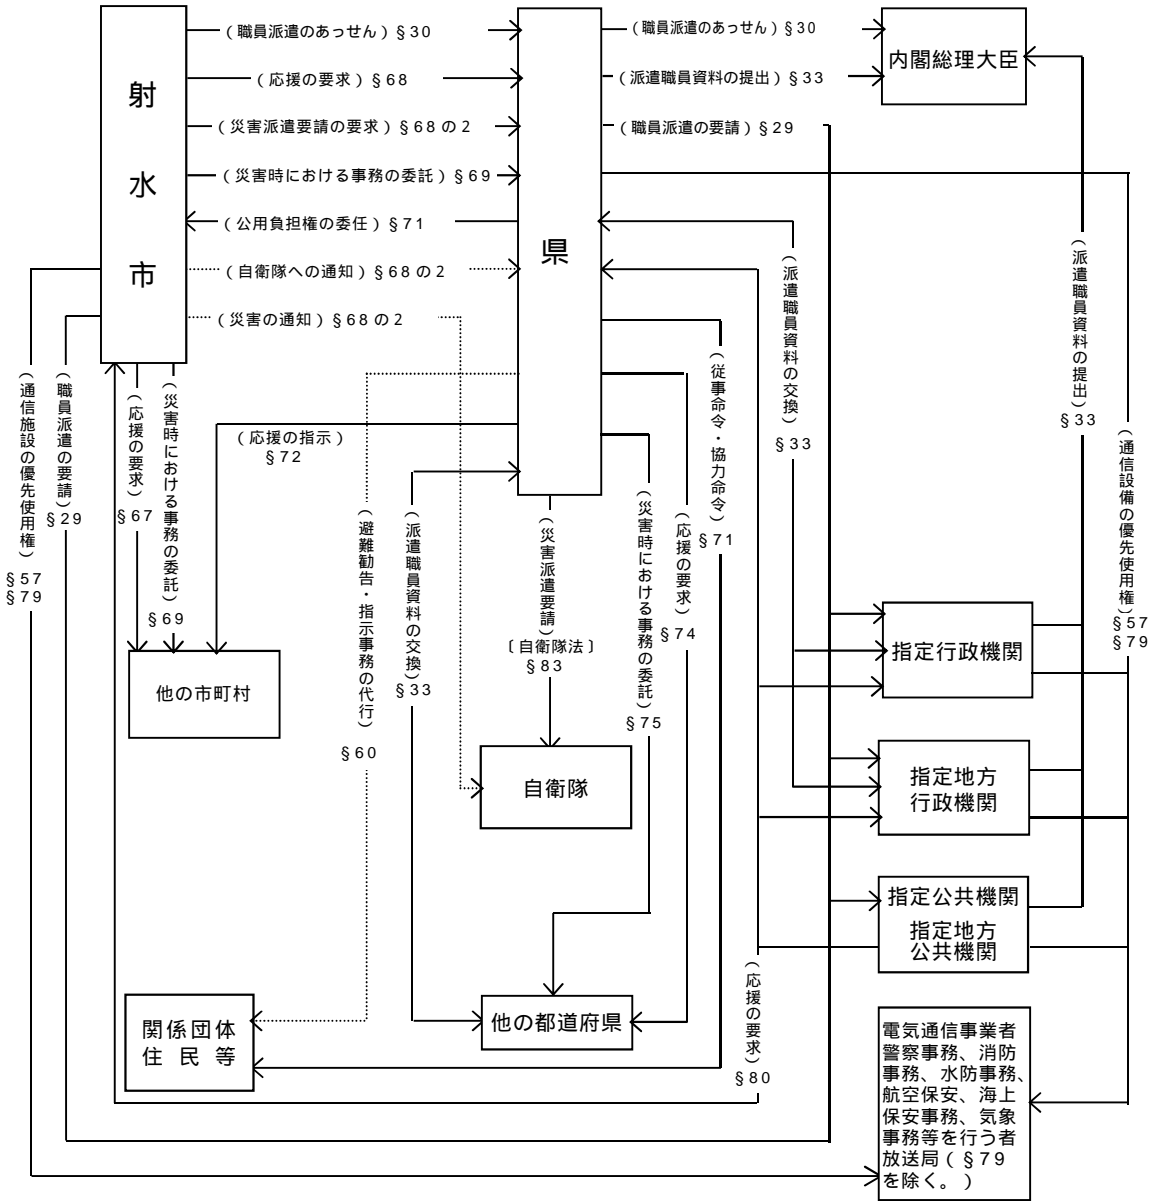 射水市
（職員派遣のあっせん）§30
（応援の要求）§68
（災害派遣要請の要求）§68の2
（災害時における事務の委託）§69
（公用負担権の委任）§71
（自衛隊への通知）§68の2
（災害の通知）§68の2
県
（職員派遣のあっせん）§30
（派遣職員資料の提出）§33
（職員派遣の要請）§29
内閣総理大臣
（通信施設の優先使用権）
§57
§79
（職員派遣の要請）
§29
（応援の要求）
§67
（災害時における事務の委託）
§69
（応援の指示）
§72
（避難勧告・指示事務の代行）
§60
（派遣職員資料の交換）
§33
（災害派遣要請）
〔自衛隊法〕
§83
（災害時における事務の委託）
§75
（応援の要求）
§74
（従事命令・協力命令）
§71
（派遣職員資料の交換）
§33
（派遣職員資料の提出）
§33
（通信設備の優先使用権）
§57
§79
他の市町村
自衛隊
指定行政機関
指定地方
行政機関
指定公共機関
指定地方
公共機関
（応援の要求）
§80
関係団体
住民等
他の都道府県
電気通信事業者
警察事務、消防
事務、水防事務、
航空保安、海上
保安事務、気象
事務等を行う者
放送局（§79
を除く。）